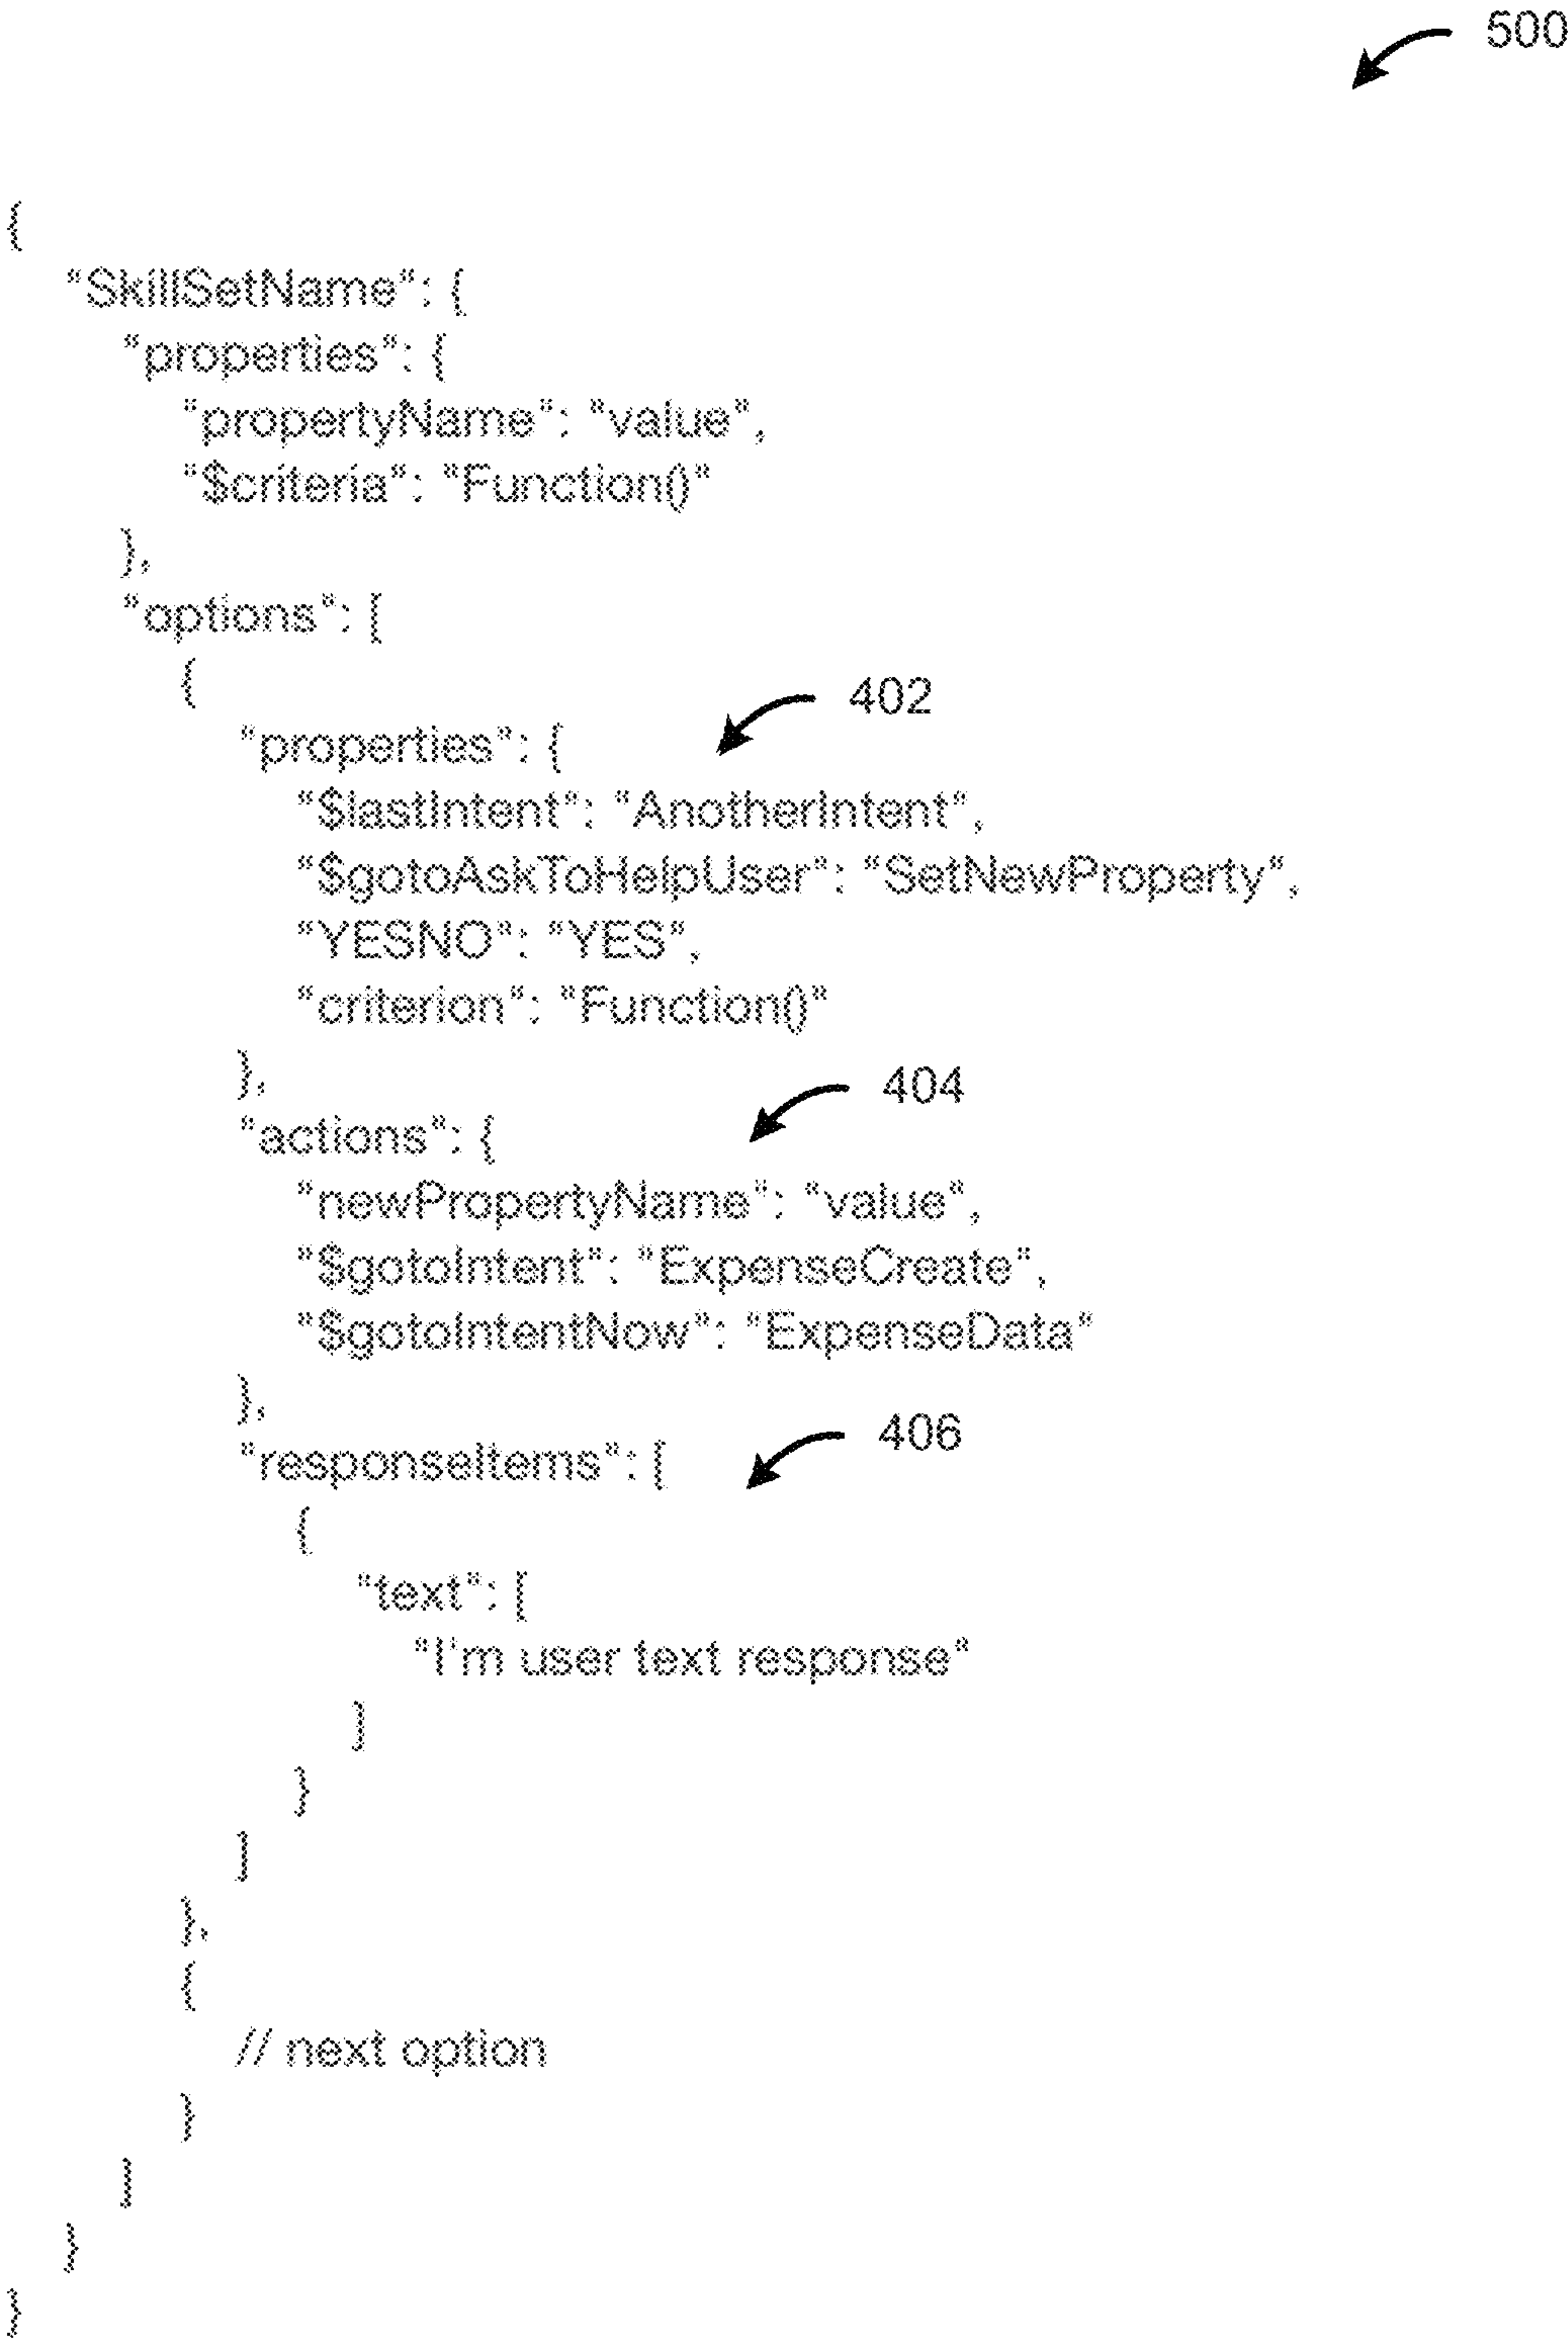 500
{
"SkillSetName": {
"properties": {
"propertyName": "value",
"$criteria": "Function()"
},
"options": [
{
402
"properties": {
"$lastIntent": "AnotherIntent",
"$gotoAskToHelpUser": "SetNewProperty",
"YESNO": "YES",
"criterion": "Function()"
},
404
"actions": {
"newPropertyName": "value",
"$gotoIntent": "ExpenseCreate",
"$gotoIntentNow": "ExpenseData"
},
406
"responseItems": [
{
"text": [
"I'm user text response"
]
}
]
},
{
// next option
}
]
}
}